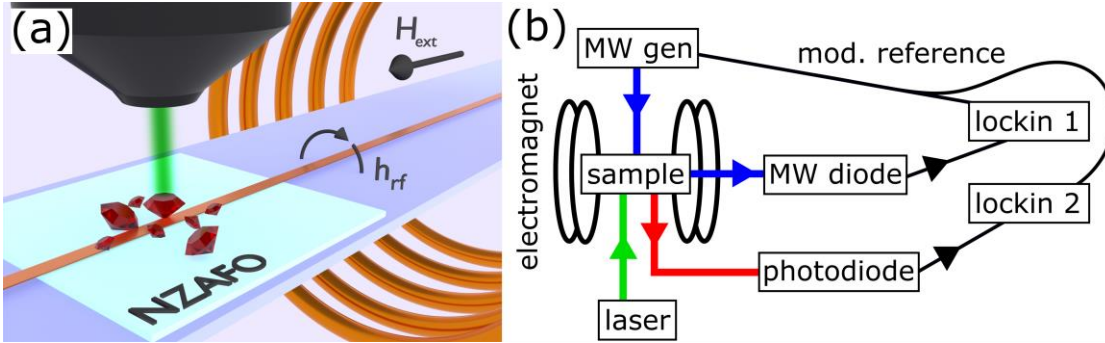 (a)
Hext
hrf
NZAFO
(b)
MW gen
mod. reference
electromagnet
lockin 1
sample
MW diode
lockin 2
photodiode
laser